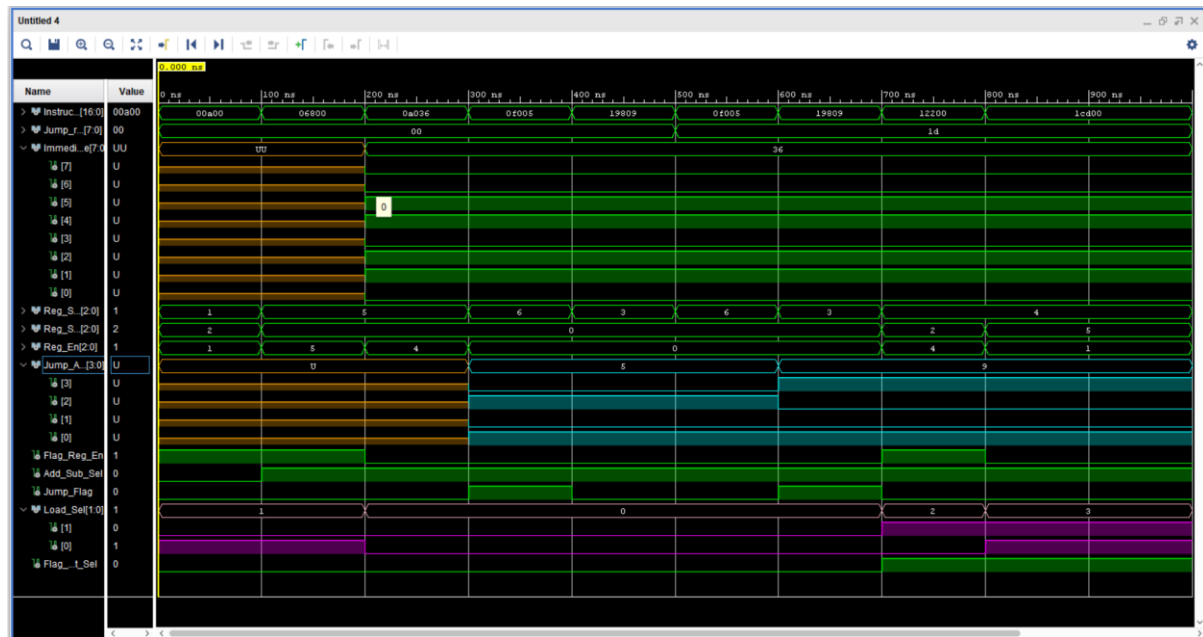 Untitled 4
0.000 ns
Name Value
0 ns 100 ns 200 ns 300 ns 400 ns 500 ns 600 ns 700 ns 800 ns 900 ns
Instruc...[16:0] 00a00 00a00 06800 0a036 0f005 19809 0f005 19809 12200 1cd00
Jump_r...[7:0] 00 00 1d
Immedi...e[7:0 UU UU 36
[7] U
[6] U
[5] U 0
[4] U
[3] U
[2] U
[1] U
[0] U
Reg_S...[2:0] 1 1 5 6 3 6 3 4
Reg_S...[2:0] 2 2 0 2 5
Reg_En[2:0] 1 1 5 4 0 4 1
Jump_A...[3:0] U U 5 9
[3] U
[2] U
[1] U
[0] U
Flag_Reg_En 1
Add_Sub_Sel 0
Jump_Flag 0
Load_Sel[1:0] 1 1 0 2 3
[1] 0
[0] 1
Flag_...t_Sel 0